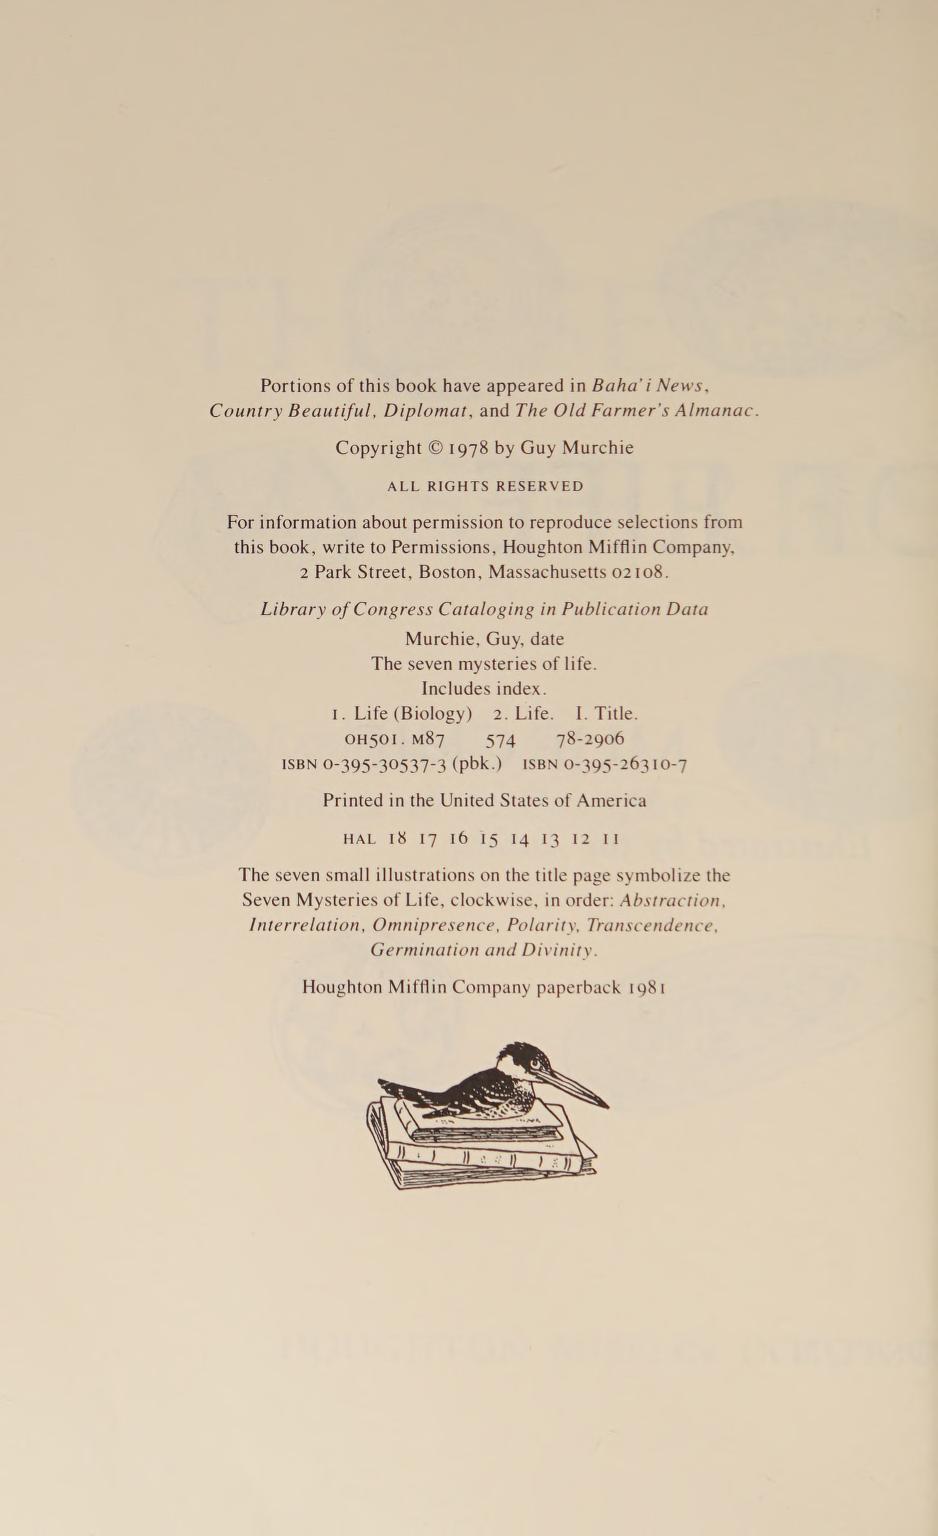 Portions of this book have appeared in Baha'i News,
Country Beautiful, Diplomat, and The Old Farmer's Almanac.
Copyright © 1978 by Guy Murchie
ALL RIGHTS RESERVED
For information about permission to reproduce selections from
this book, write to Permissions, Houghton Mifflin Company,
2 Park Street, Boston, Massachusetts 02108.
Library of Congress Cataloging in Publication Data
Murchie, Guy, date
The seven mysteries of life.
Includes index.
1. Life (Biology) 2. Life. I. Title.
OH501.M87 574 78-2906
ISBN 0-395-30537-3 (pbk.) ISBN 0-395-26310-7
Printed in the United States of America
HAL 18 17 16 15 14 13 12 11
The seven small illustrations on the title page symbolize the
Seven Mysteries of Life, clockwise, in order: Abstraction,
Interrelation, Omnipresence, Polarity, Transcendence,
Germination and Divinity.
Houghton Mifflin Company paperback 1981